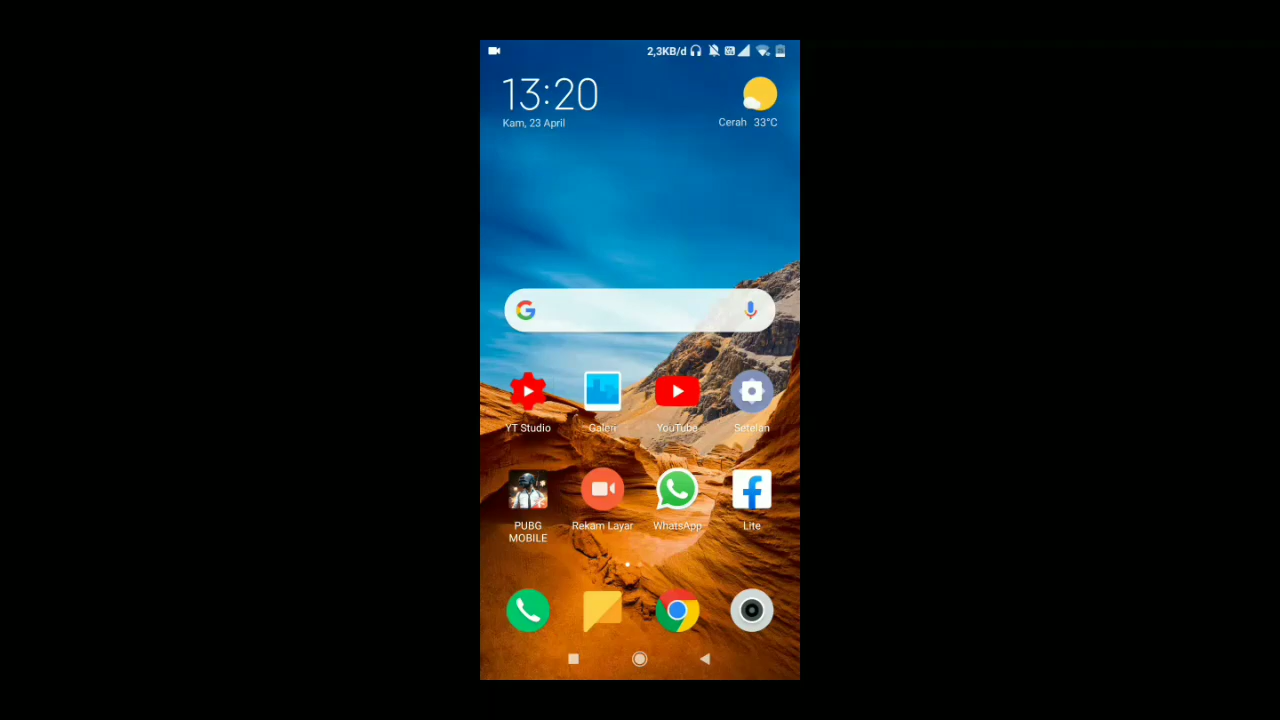 2,3KB/d
13:20
Kam, 23 April
Cerah 33°C
YT Studio
Galeri
YouTube
Setelan
PUBG
MOBILE
Rekam Layar
WhatsApp
Lite